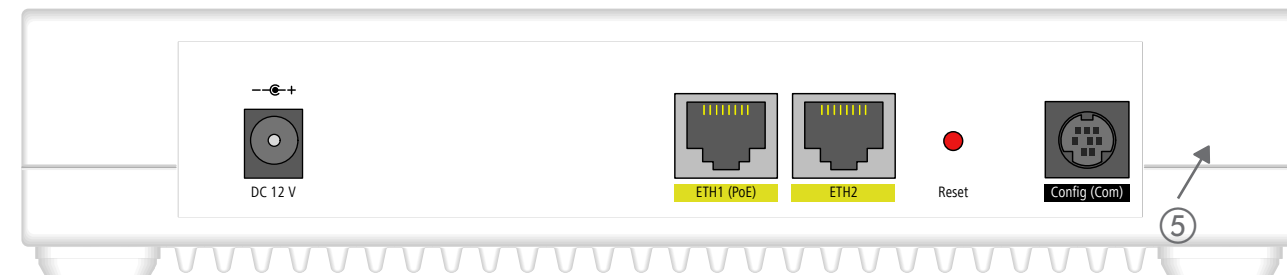 DC 12 V
ETH1 (PoE)
ETH2
Reset
Config (Com)
5